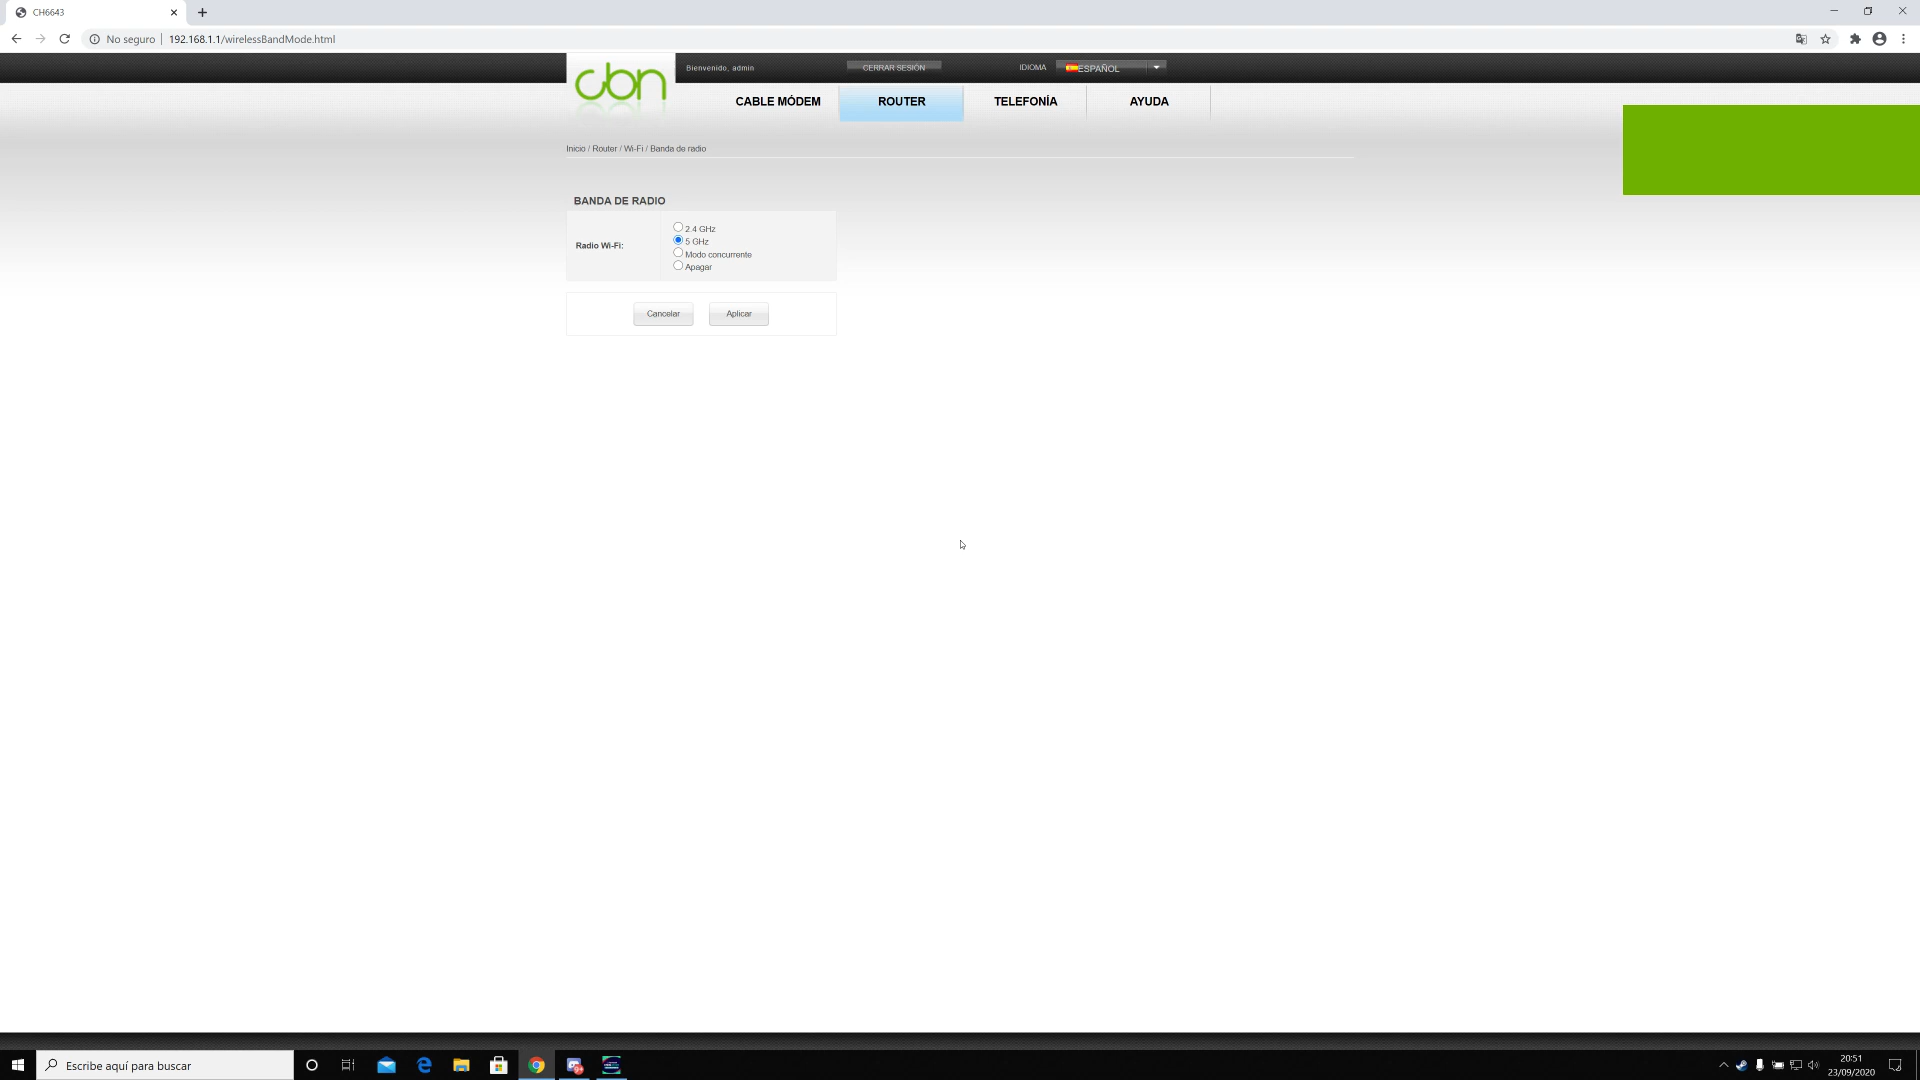 CH6643
No seguro
192.168.1.1/wirelessBandMode.html
cbn
Bienvenido, admin
CERRAR SESIÓN
IDIOMA
ESPAÑOL
CABLE MÓDEM
ROUTER
TELEFONÍA
AYUDA
Inicio / Router / Wi-Fi / Banda de radio
BANDA DE RADIO
Radio Wi-Fi:
2.4 GHz
5 GHz
Modo concurrente
Apagar
Cancelar
Aplicar
Escribe aquí para buscar
9+
20:51
23/09/2020